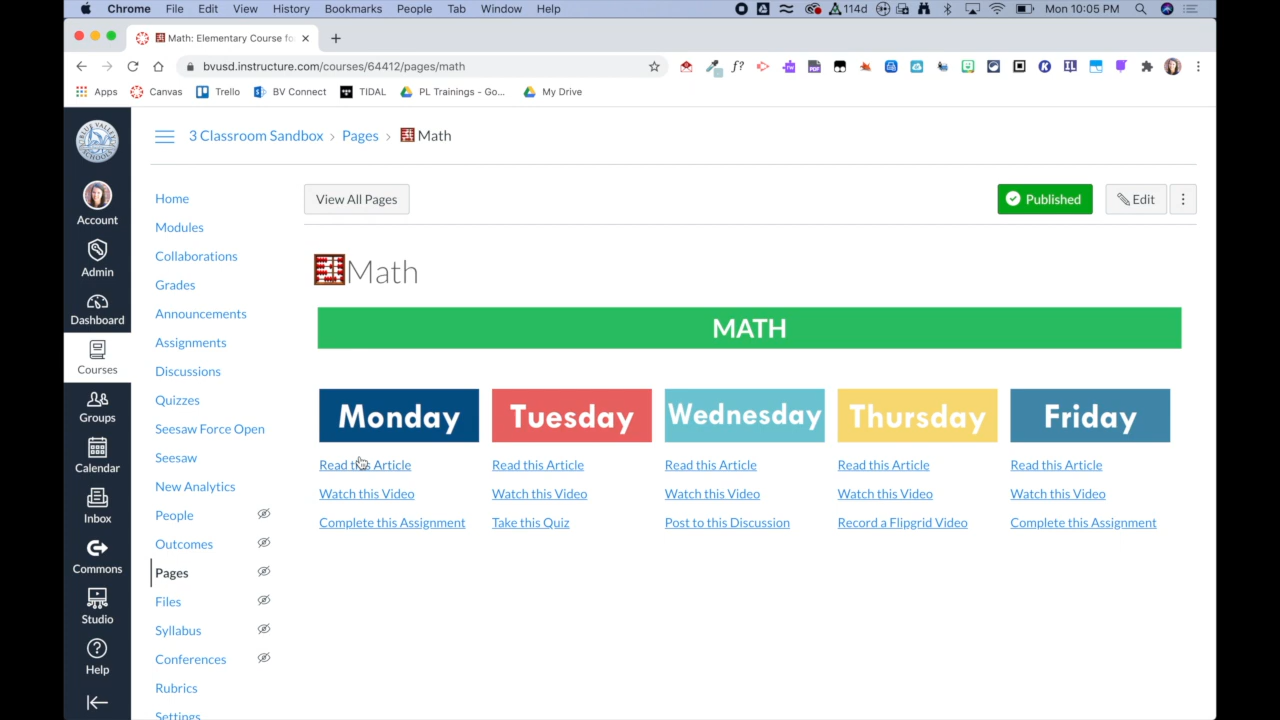 Chrome File Edit View History Bookmarks People Tab Window Help 114d Mon 10:05 PM
Math: Elementary Course fo
bvusd.instructure.com/courses/64412/pages/math
Apps Canvas Trello BV Connect TIDAL PL Trainings - Go... My Drive
BLUE VALLEY SCHOOLS
3 Classroom Sandbox > Pages > Math
Account
Admin
Dashboard
Courses
Groups
Calendar
Inbox
Commons
Studio
Help
Home
Modules
Collaborations
Grades
Announcements
Assignments
Discussions
Quizzes
Seesaw Force Open
Seesaw
New Analytics
People
Outcomes
Pages
Files
Syllabus
Conferences
Rubrics
Settings
View All Pages Published Edit
Math
MATH
Monday Tuesday Wednesday Thursday Friday
Read this Article Read this Article Read this Article Read this Article Read this Article
Watch this Video Watch this Video Watch this Video Watch this Video Watch this Video
Complete this Assignment Take this Quiz Post to this Discussion Record a Flipgrid Video Complete this Assignment